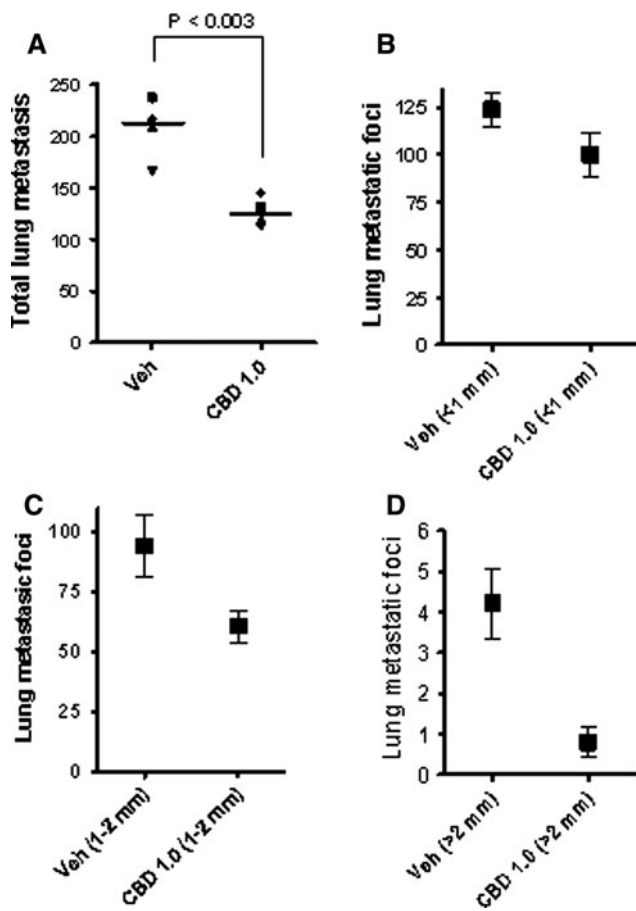 P < 0.003
A
Total lung metastasis
250
200
150
100
50
0
Veh
CBD 1.0
B
Lung metastatic foci
125
100
75
50
25
0
Veh (<1 mm)
CBD 1.0 (<1 mm)
C
Lung metastasic foci
100
75
50
25
0
Veh (1-2 mm)
CBD 1.0 (1-2 mm)
D
Lung metastatic foci
6
5
4
3
2
1
0
Veh (>2 mm)
CBD 1.0 (>2 mm)